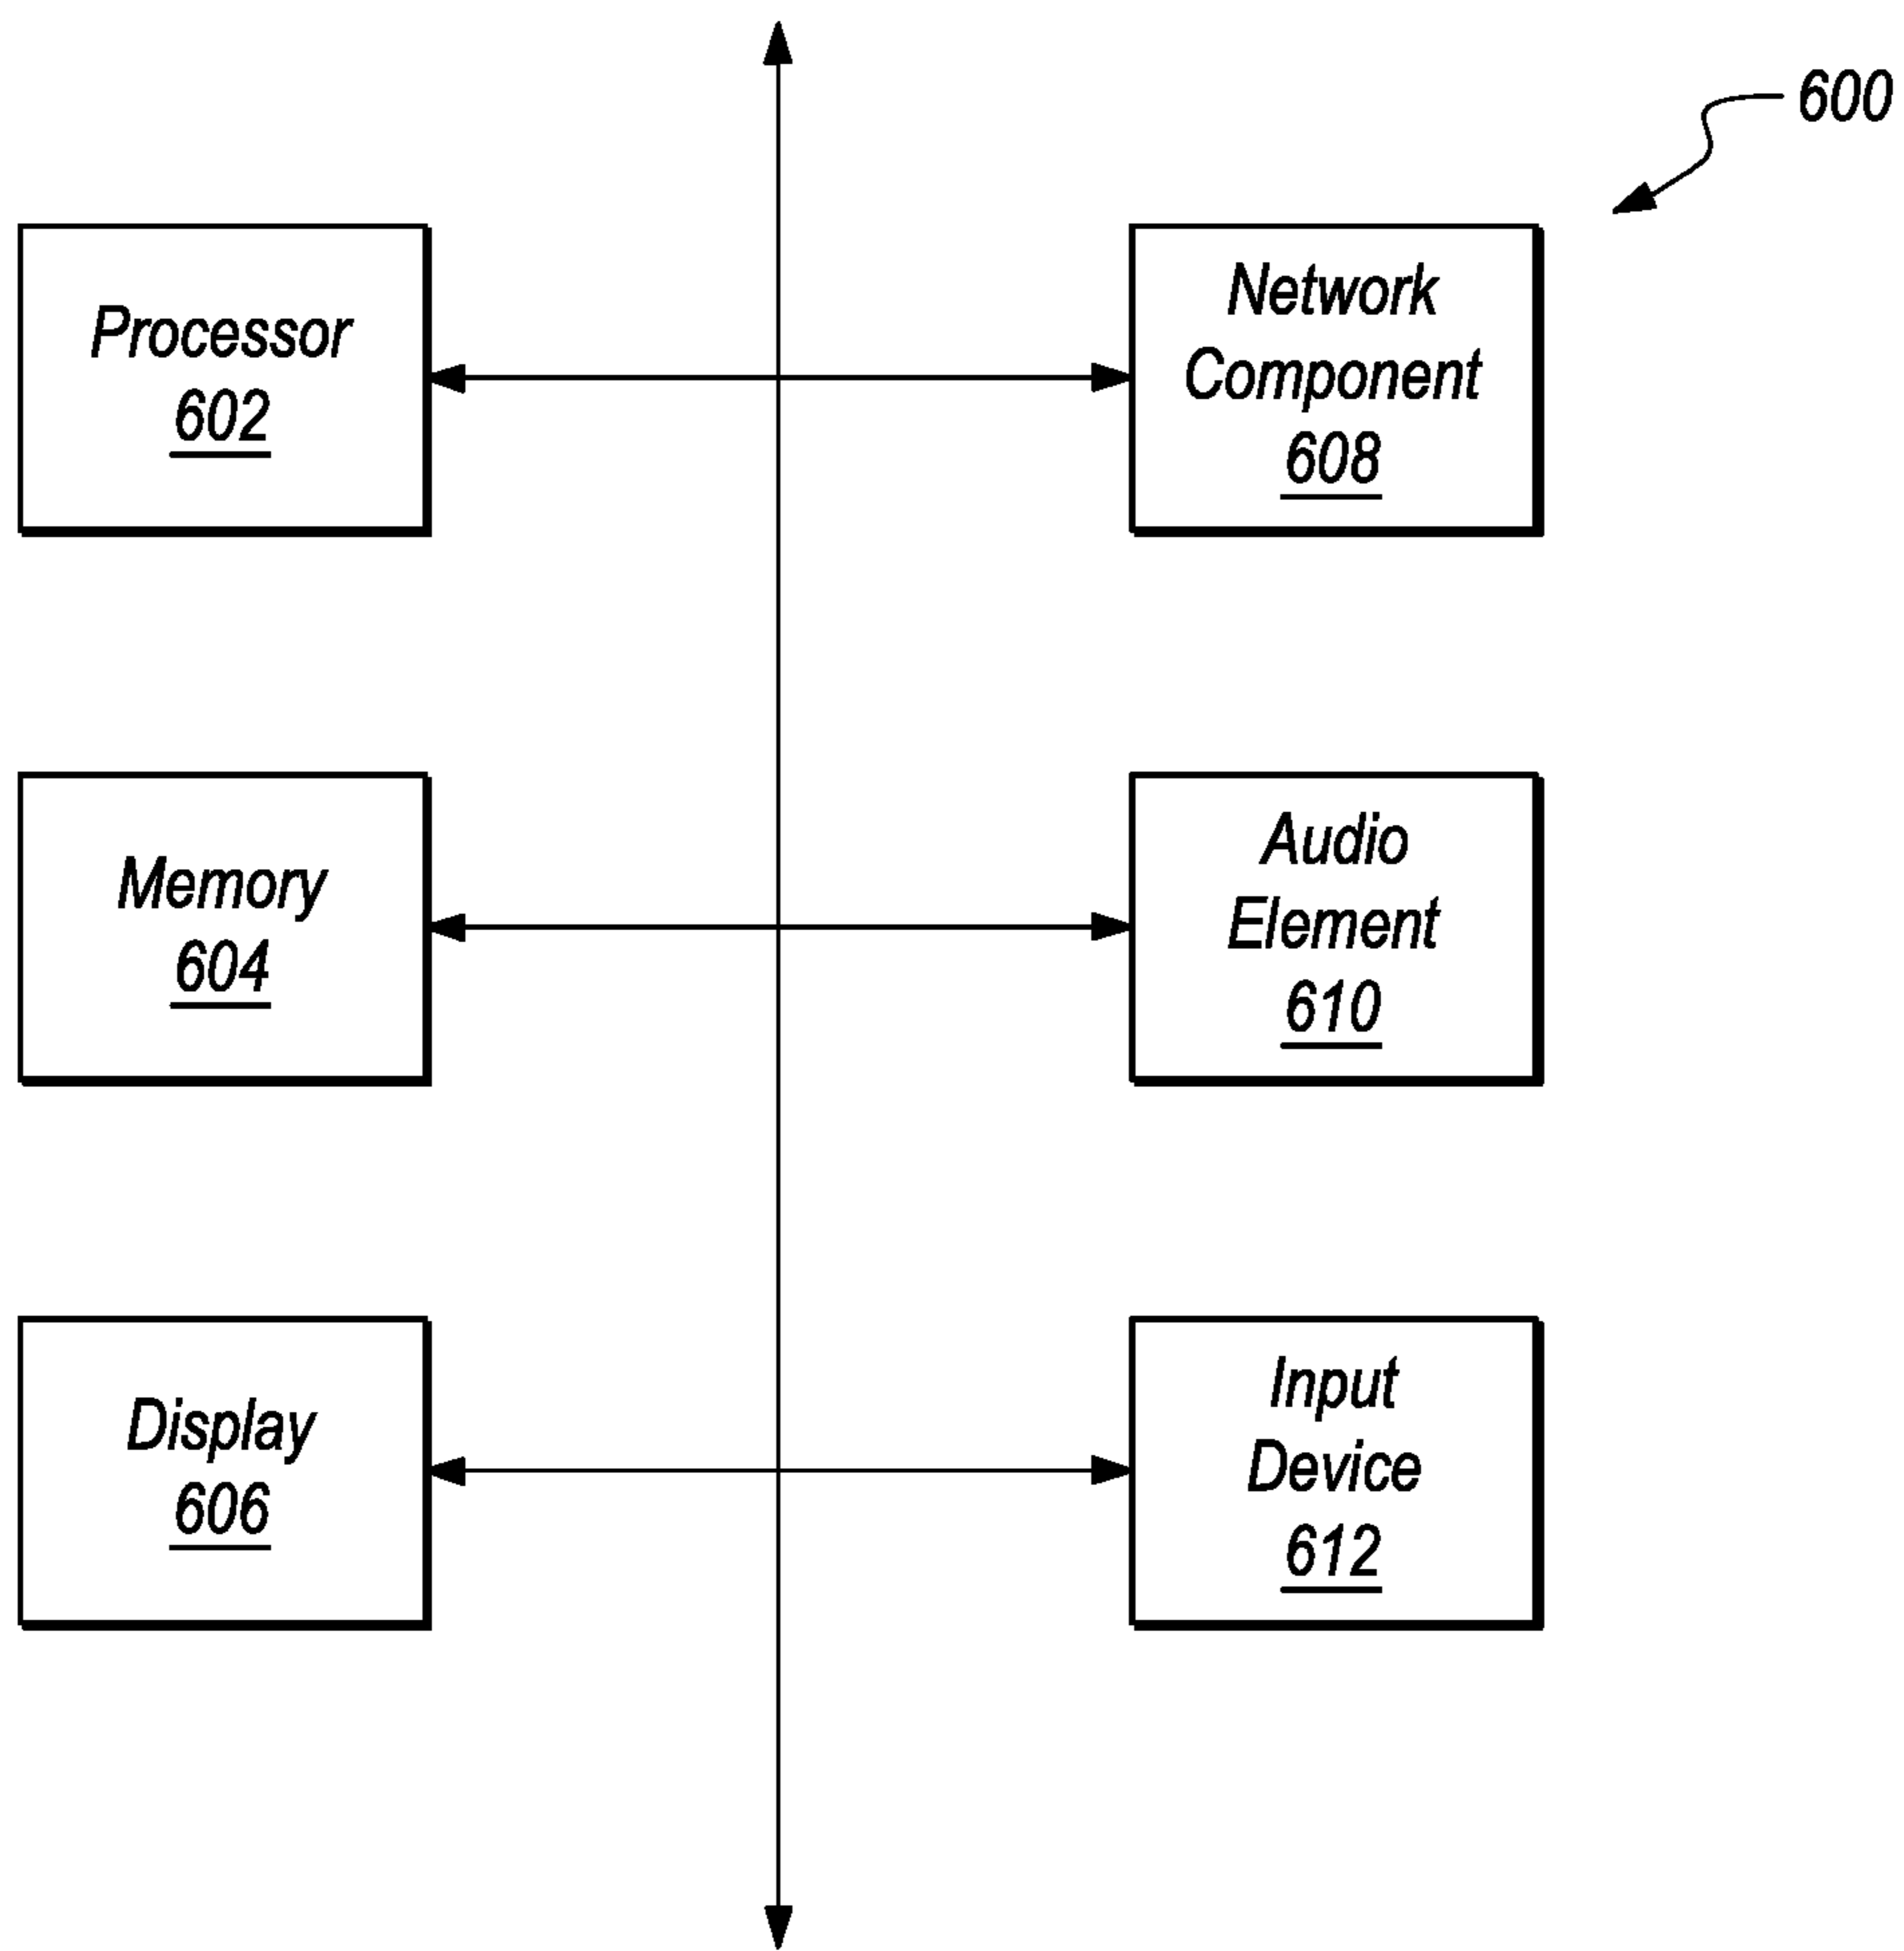 600
Processor
602
Network
Component
608
Memory
604
Audio
Element
610
Display
606
Input
Device
612